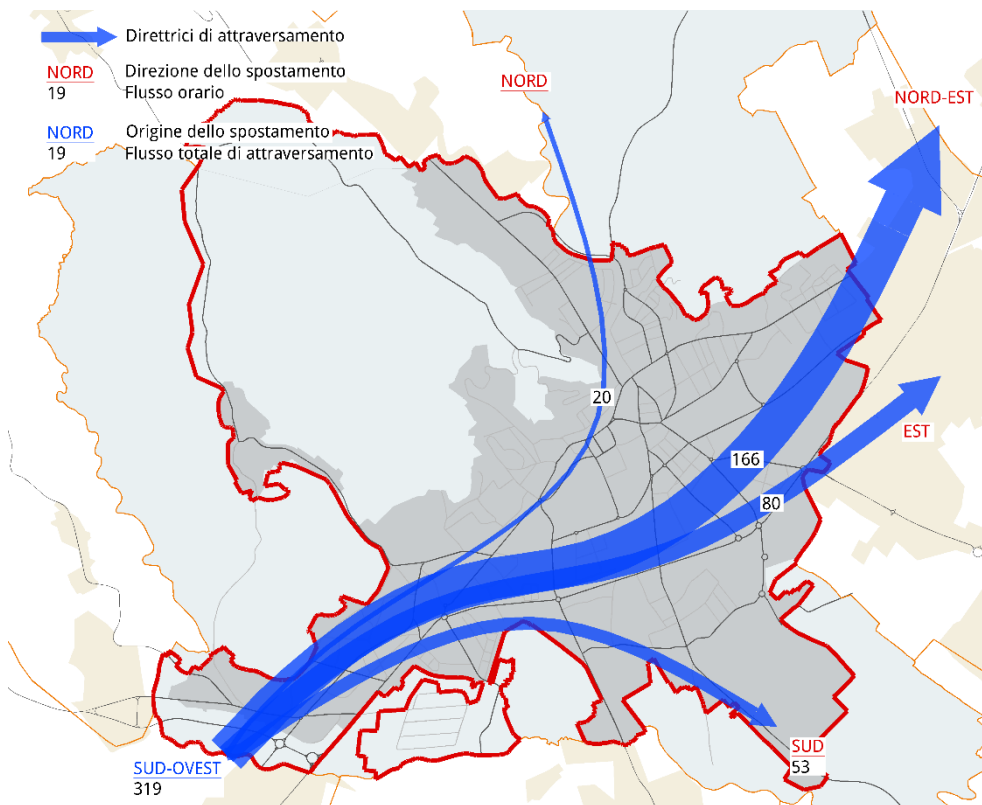 Direttrici di attraversamento
NORD Direzione dello spostamento
19 Flusso orario
NORD Origine dello spostamento
19 Flusso totale di attraversamento
NORD
NORD-EST
20
EST
166
80
SUD-OVEST
319
SUD
53